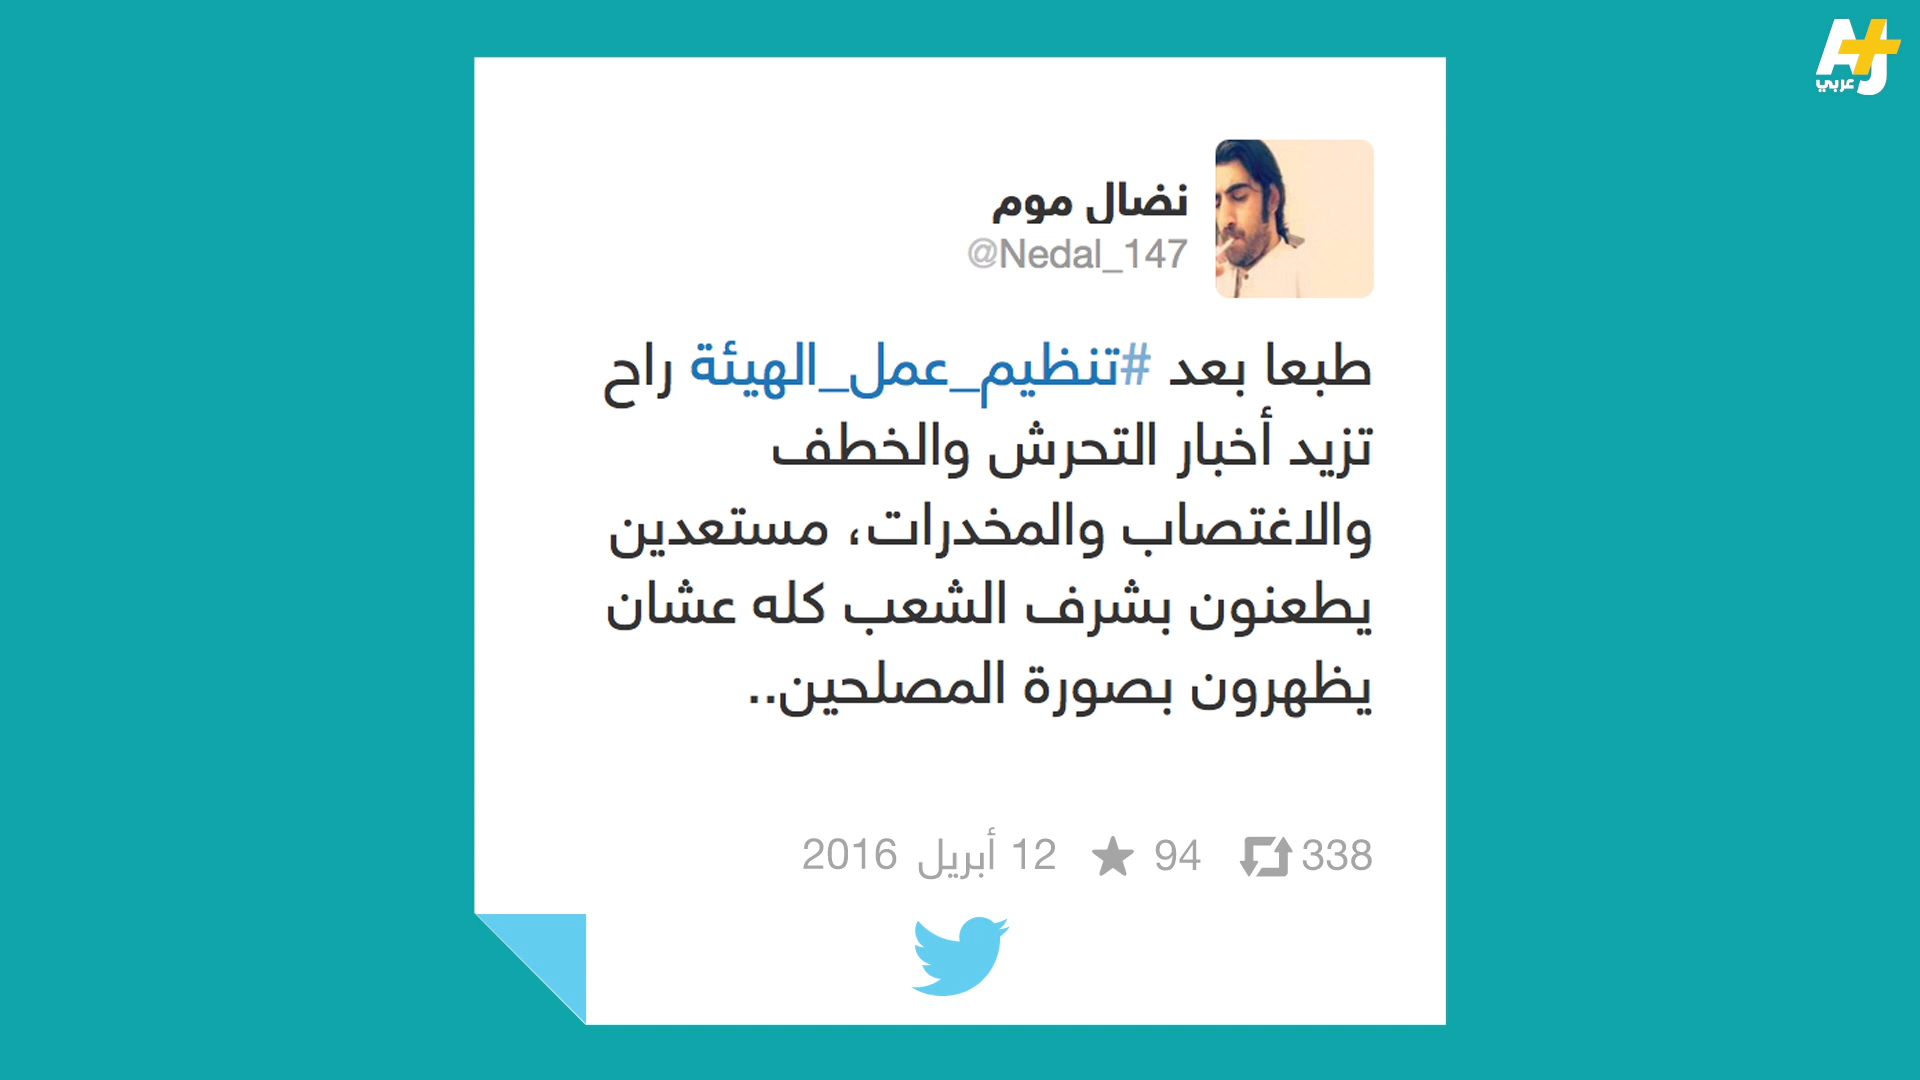 عربي
نضال موم
@Nedal_147
طبعا بعد #تنظيم_عمل_الهيئة راح
تزيد أخبار التحرش والخطف
والاغتصاب والمخدرات، مستعدين
يطعنون بشرف الشعب كله عشان
يظهرون بصورة المصلحين..
338 94 12 أبريل 2016